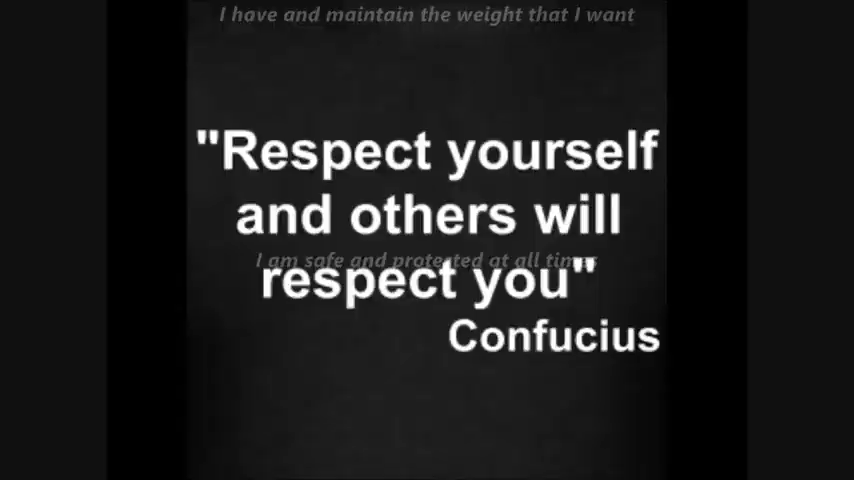 I have and maintain the weight that I want
"Respect yourself
and others will
I am safe and protected at all times
respect you"
Confucius